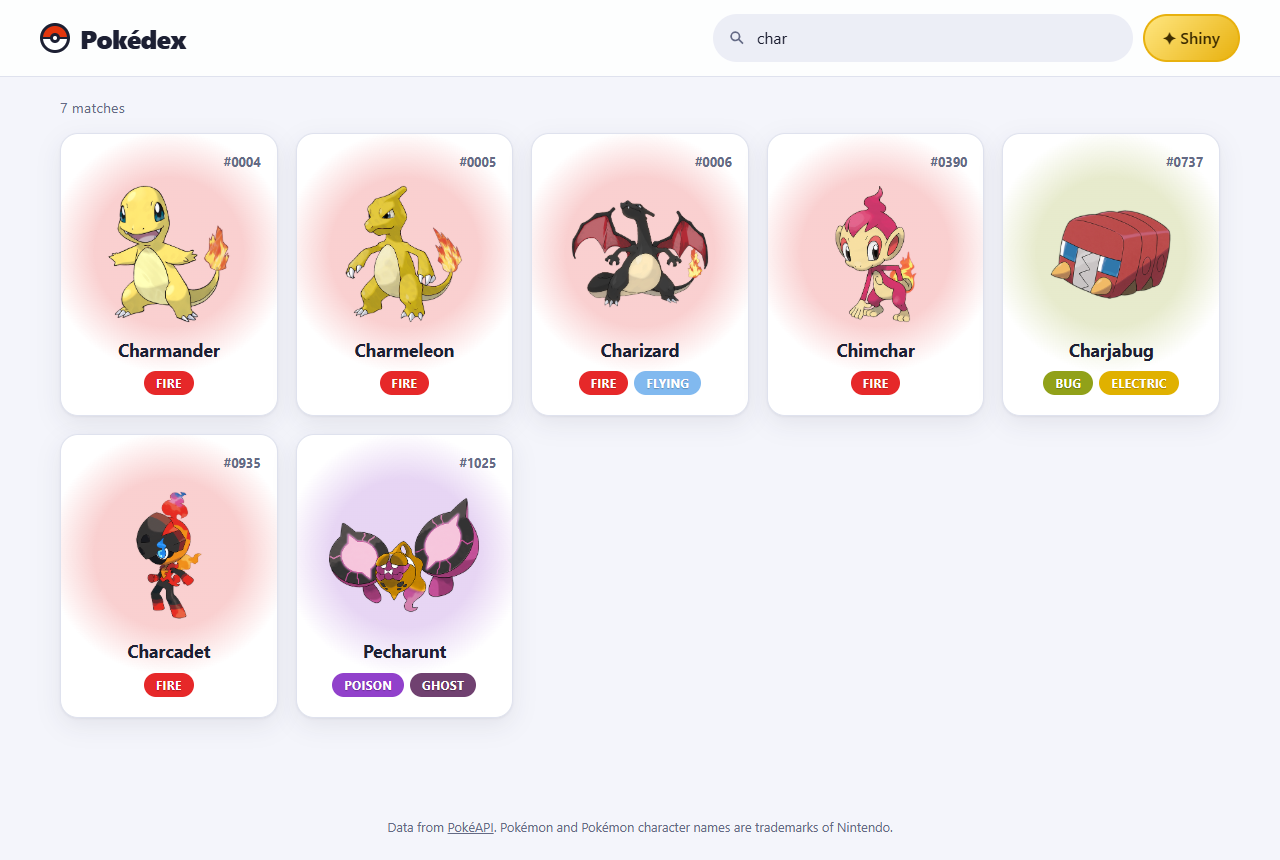 Pokédex
char
✦ Shiny
7 matches
#0004
Charmander
FIRE
#0005
Charmeleon
FIRE
#0006
Charizard
FIRE FLYING
#0390
Chimchar
FIRE
#0737
Charjabug
BUG ELECTRIC
#0935
Charcadet
FIRE
#1025
Pecharunt
POISON GHOST
Data from PokéAPI. Pokémon and Pokémon character names are trademarks of Nintendo.